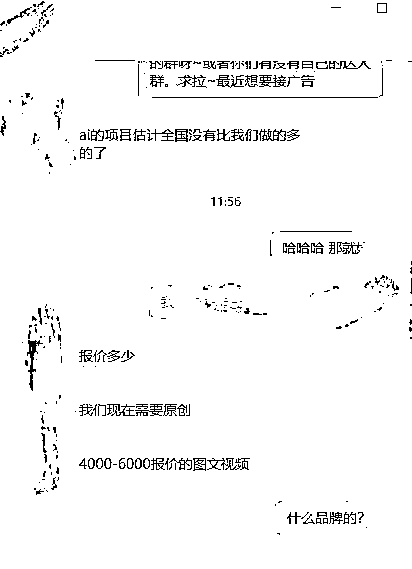 的群呀~或者你们有没有自己的达人
群。求拉~最近想要接广告
ai的项目估计全国没有比我们做的多
的了
11:56
哈哈哈 那就
报价多少
我们现在需要原创
4000-6000报价的图文视频
什么品牌的?